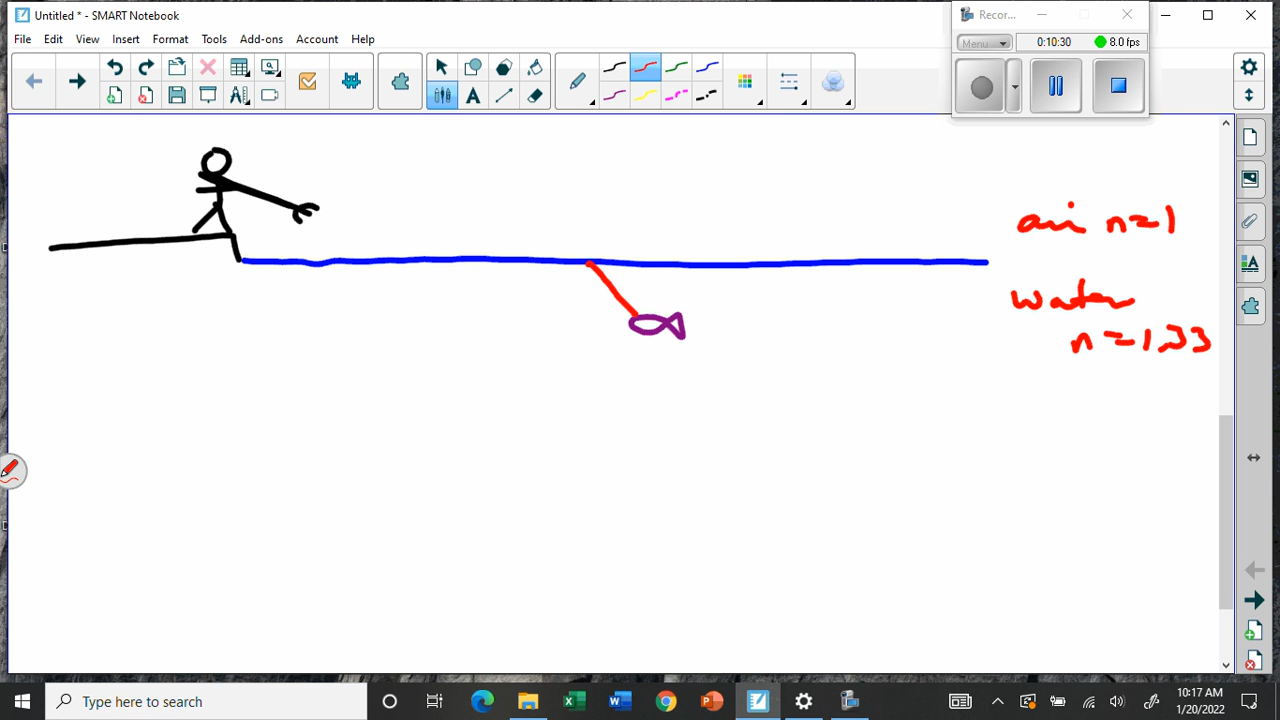 Untitled * - SMART Notebook
Recor...
File Edit View Insert Format Tools Add-ons Account Help
Menu 0:10:30 8.0 fps
air n=1
water
n=1.33
Type here to search
10:17 AM
1/20/2022